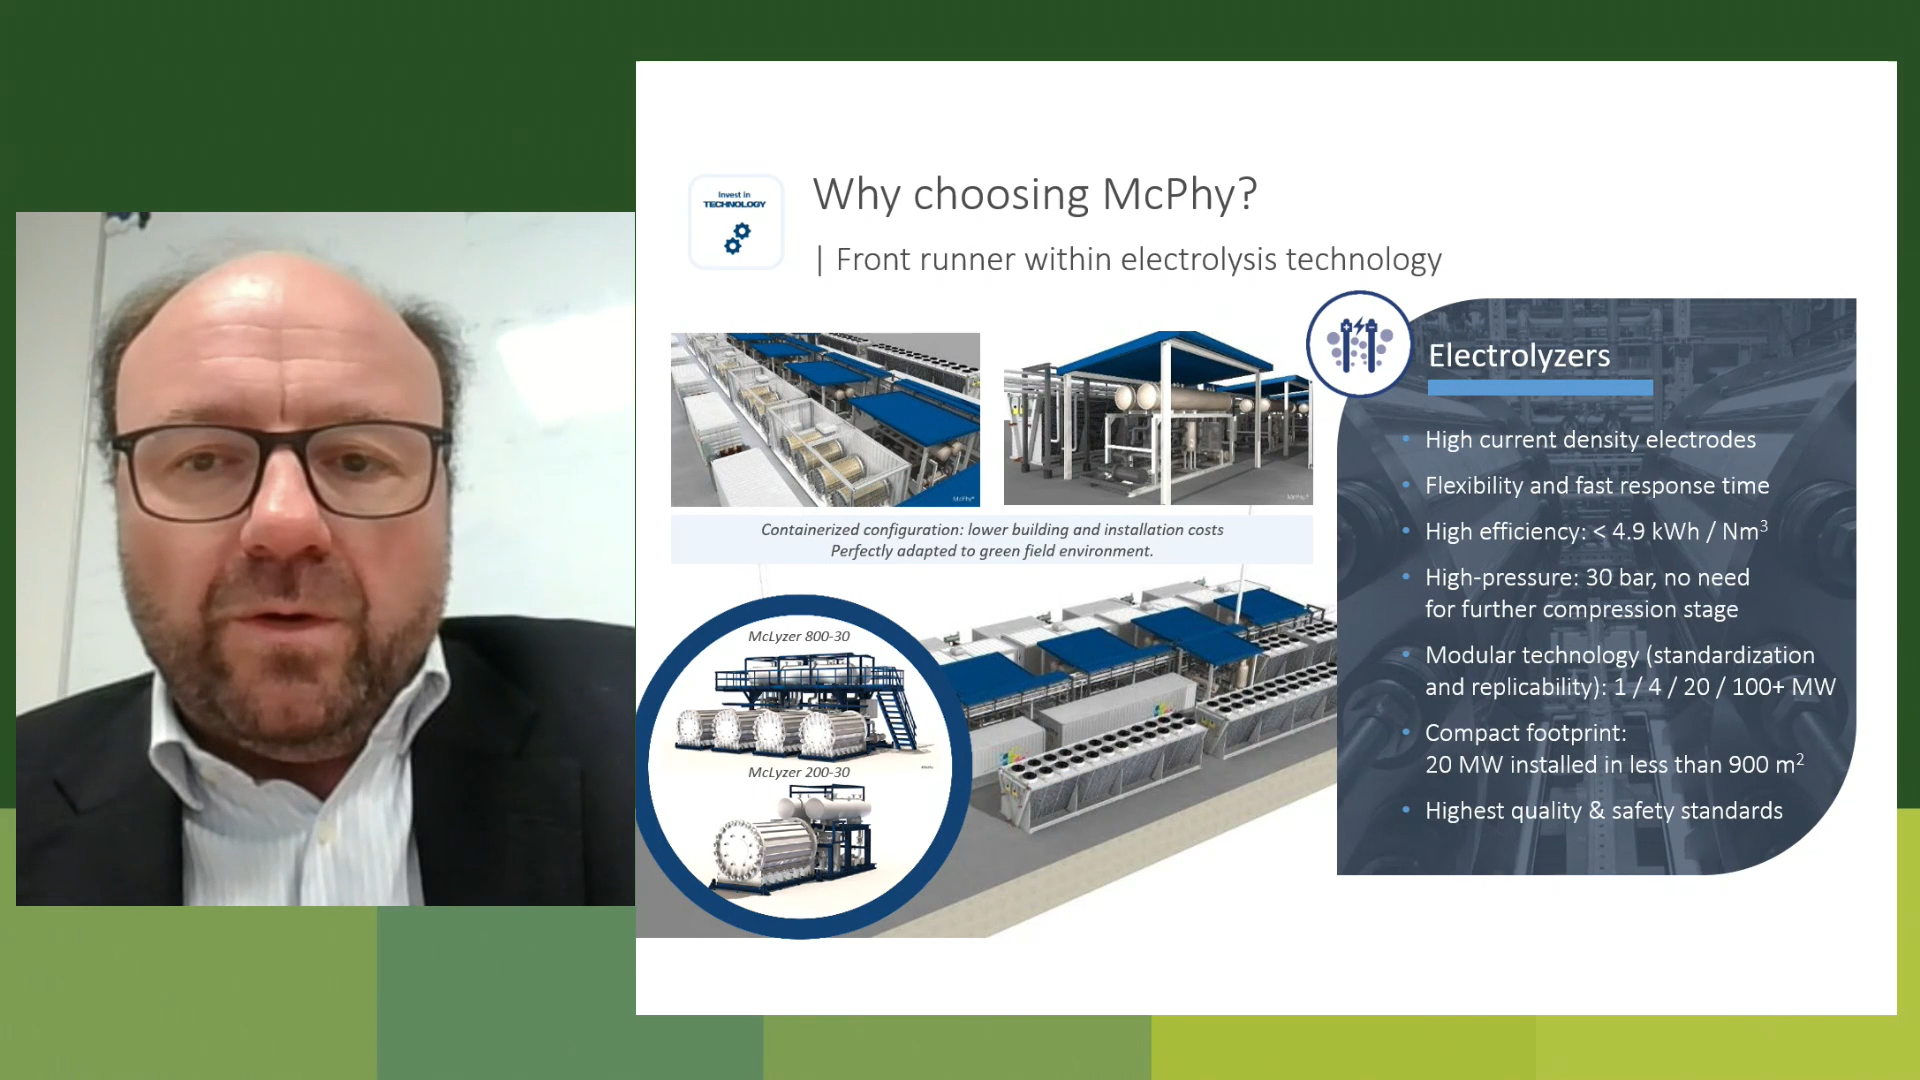 Invest in
TECHNOLOGY
Why choosing McPhy?
| Front runner within electrolysis technology
McPhy
McPhy
Containerized configuration: lower building and installation costs
Perfectly adapted to green field environment.
McLyzer 800-30
McLyzer 200-30
Electrolyzers
• High current density electrodes
• Flexibility and fast response time
• High efficiency: < 4.9 kWh / Nm³
• High-pressure: 30 bar, no need
for further compression stage
• Modular technology (standardization
and replicability): 1 / 4 / 20 / 100+ MW
• Compact footprint:
20 MW installed in less than 900 m²
• Highest quality & safety standards